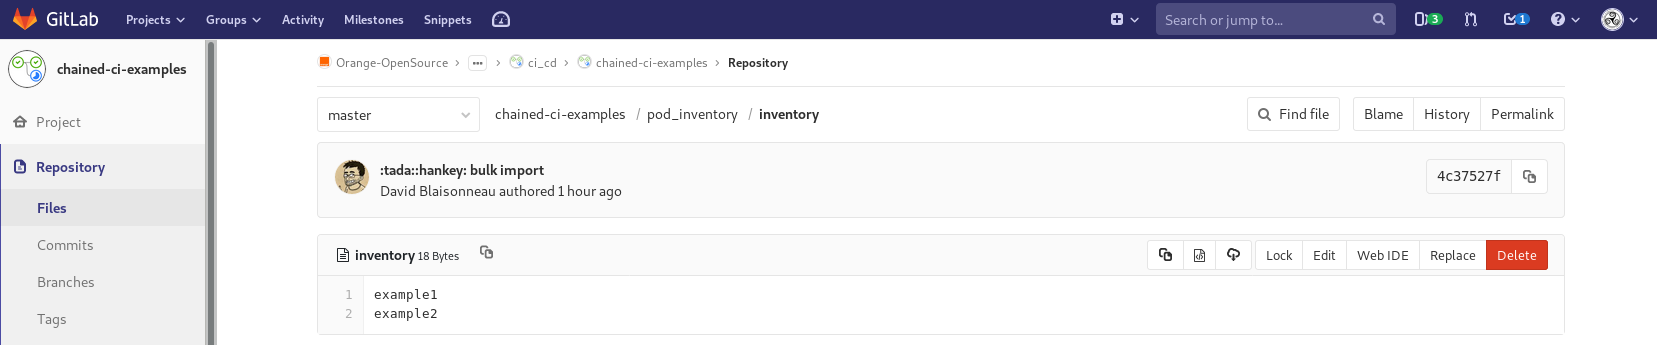 GitLab Projects Groups Activity Milestones Snippets Search or jump to... 3 1
chained-ci-examples
Orange-OpenSource > ... > ci_cd > chained-ci-examples > Repository
Project
master chained-ci-examples / pod_inventory / inventory Find file Blame History Permalink
Repository
:tada::hankey: bulk import
David Blaisonneau authored 1 hour ago
4c37527f
Files
Commits
inventory 18 Bytes Lock Edit Web IDE Replace Delete
Branches
1 example1
2 example2
Tags